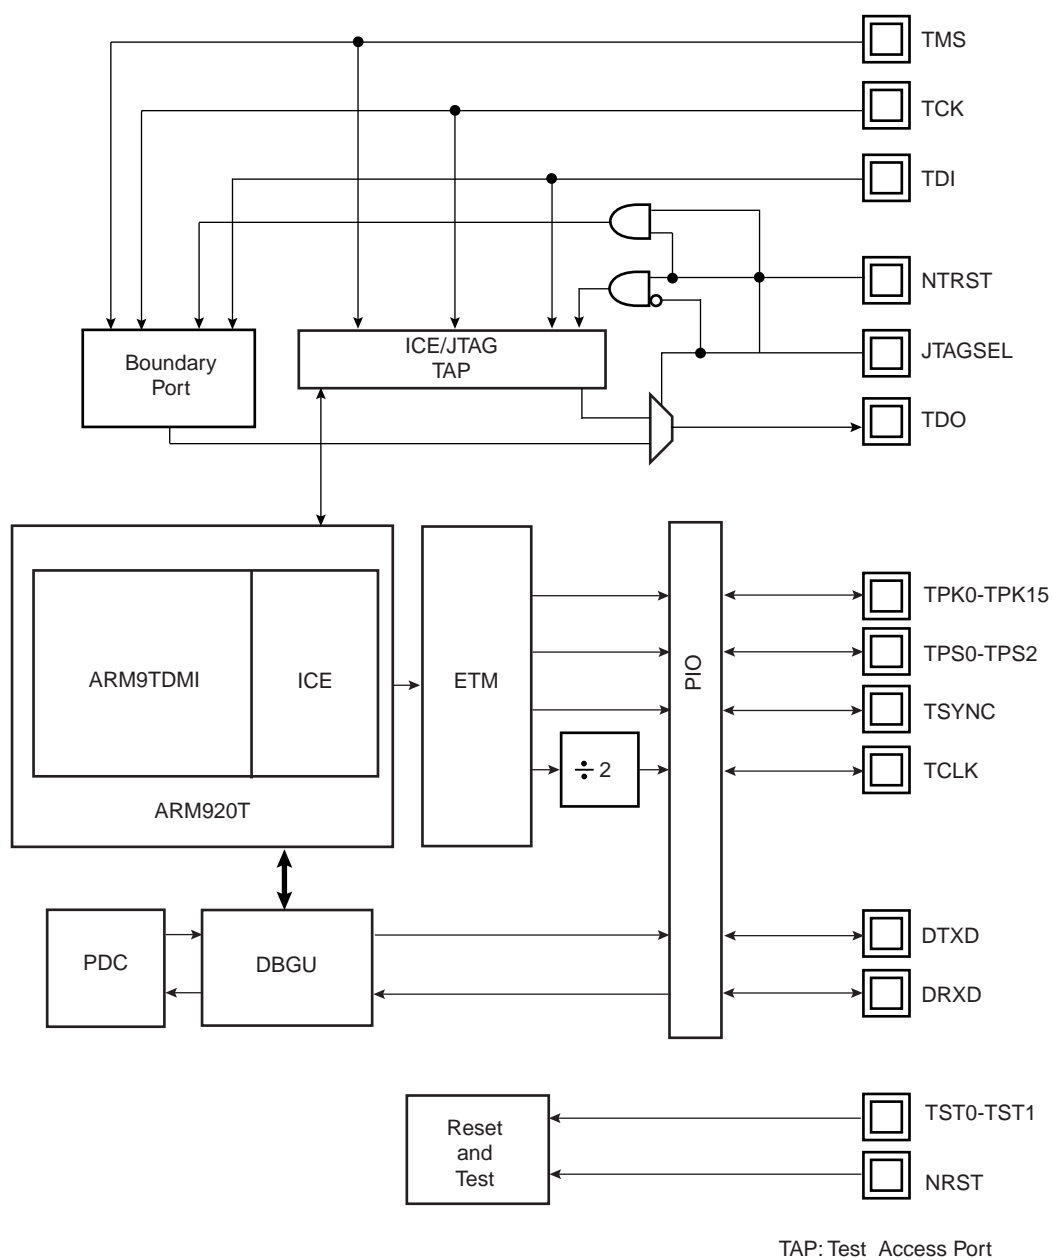 TMS
TCK
TDI
NTRST
JTAGSEL
TDO
Boundary
Port
ICE/JTAG
TAP
ARM9TDMI
ICE
ARM920T
ETM
÷ 2
PIO
TPK0-TPK15
TPS0-TPS2
TSYNC
TCLK
PDC
DBGU
DTXD
DRXD
Reset
and
Test
TST0-TST1
NRST
TAP: Test Access Port